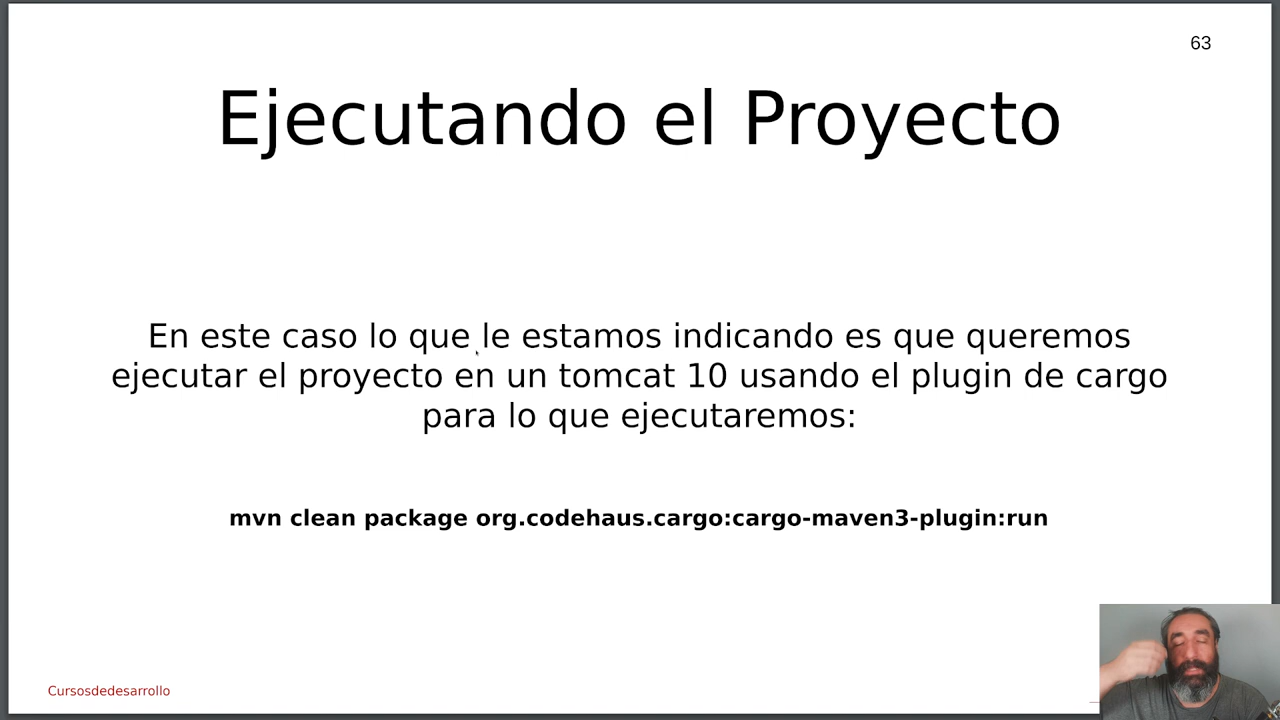 63
Ejecutando el Proyecto
En este caso lo que le estamos indicando es que queremos
ejecutar el proyecto en un tomcat 10 usando el plugin de cargo
para lo que ejecutaremos:
mvn clean package org.codehaus.cargo:cargo-maven3-plugin:run
Cursosdedesarrollo